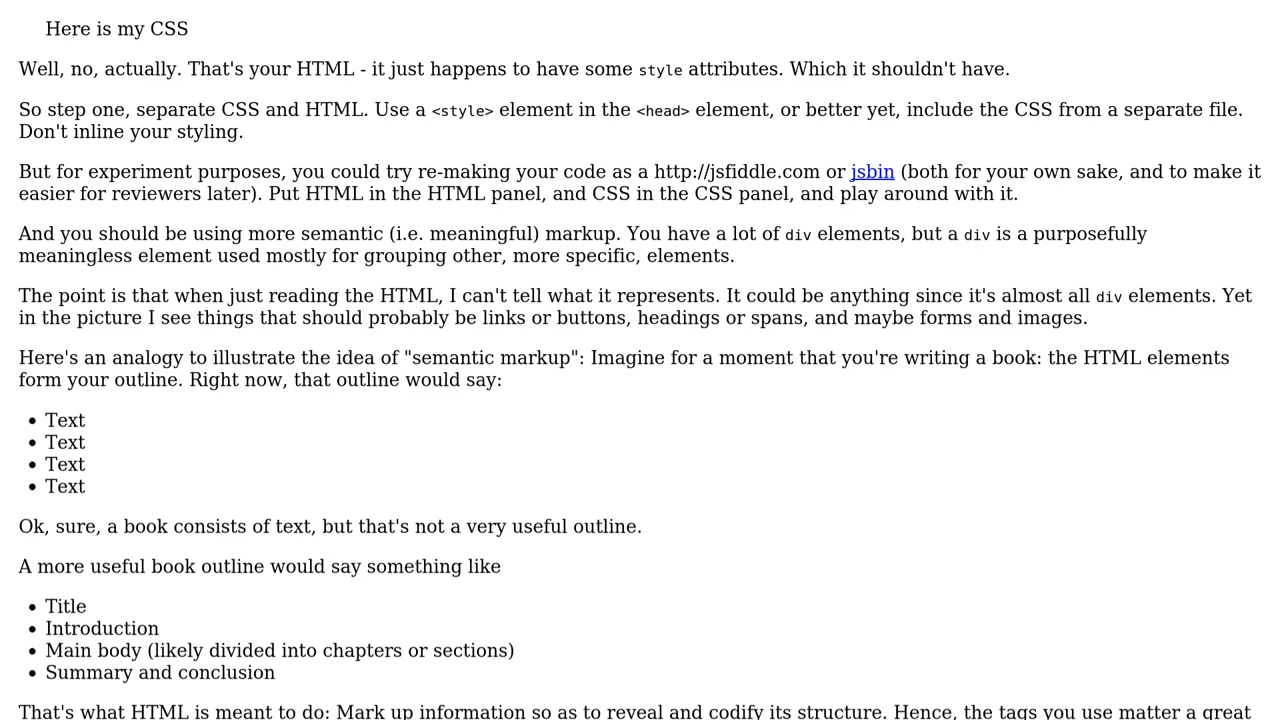 Here is my CSS
Well, no, actually. That's your HTML - it just happens to have some style attributes. Which it shouldn't have.
So step one, separate CSS and HTML. Use a <style> element in the <head> element, or better yet, include the CSS from a separate file.
Don't inline your styling.
But for experiment purposes, you could try re-making your code as a http://jsfiddle.com or jsbin (both for your own sake, and to make it
easier for reviewers later). Put HTML in the HTML panel, and CSS in the CSS panel, and play around with it.
And you should be using more semantic (i.e. meaningful) markup. You have a lot of div elements, but a div is a purposefully
meaningless element used mostly for grouping other, more specific, elements.
The point is that when just reading the HTML, I can't tell what it represents. It could be anything since it's almost all div elements. Yet
in the picture I see things that should probably be links or buttons, headings or spans, and maybe forms and images.
Here's an analogy to illustrate the idea of "semantic markup": Imagine for a moment that you're writing a book: the HTML elements
form your outline. Right now, that outline would say:
• Text
• Text
• Text
• Text
Ok, sure, a book consists of text, but that's not a very useful outline.
A more useful book outline would say something like
• Title
• Introduction
• Main body (likely divided into chapters or sections)
• Summary and conclusion
That's what HTML is meant to do: Mark up information so as to reveal and codify its structure. Hence, the tags you use matter a great